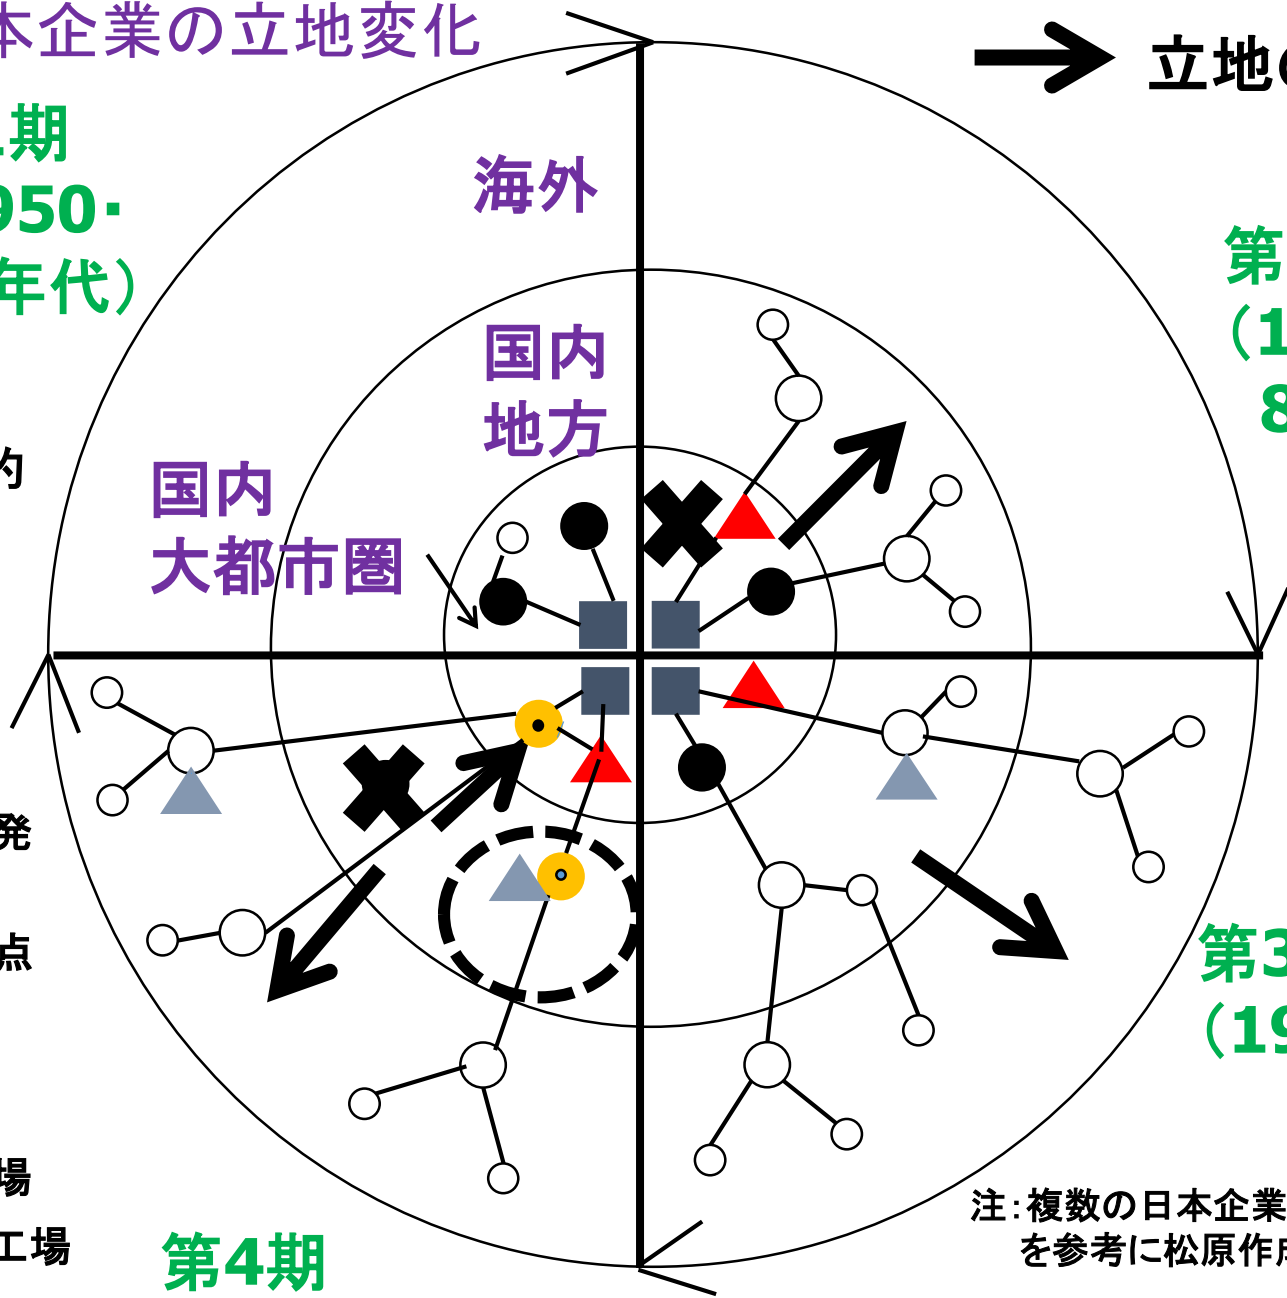 本企業の立地変化
立地
期
950・
年代）
海外
第
（1
8
国内
地方
的
国内
大都市圏
発
点
第3
（19
場
工場
第4期
注：複数の日本企業
を参考に松原作成